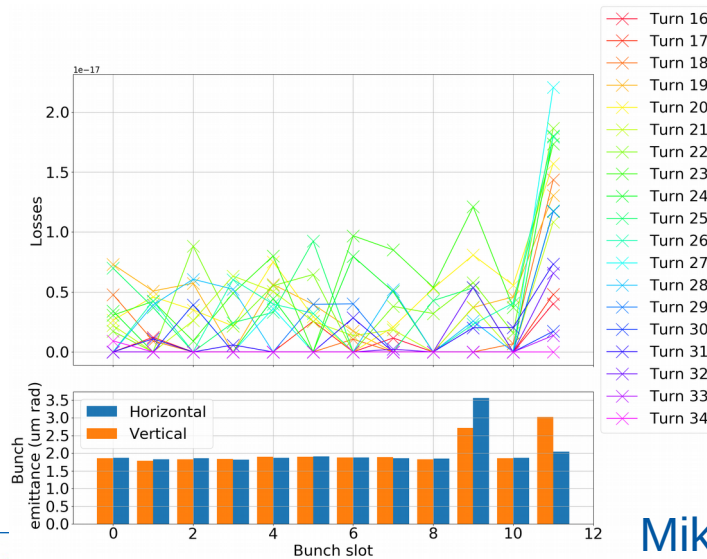 1e−17
2.0
1.5
1.0
0.5
0.0
Losses
Turn 16
Turn 17
Turn 18
Turn 19
Turn 20
Turn 21
Turn 22
Turn 23
Turn 24
Turn 25
Turn 26
Turn 27
Turn 28
Turn 29
Turn 30
Turn 31
Turn 32
Turn 33
Turn 34
3.5
3.0
2.5
2.0
1.5
1.0
0.5
0.0
Bunch
emittance (um rad)
Horizontal
Vertical
0 2 4 6 8 10 12
Bunch slot
Mik